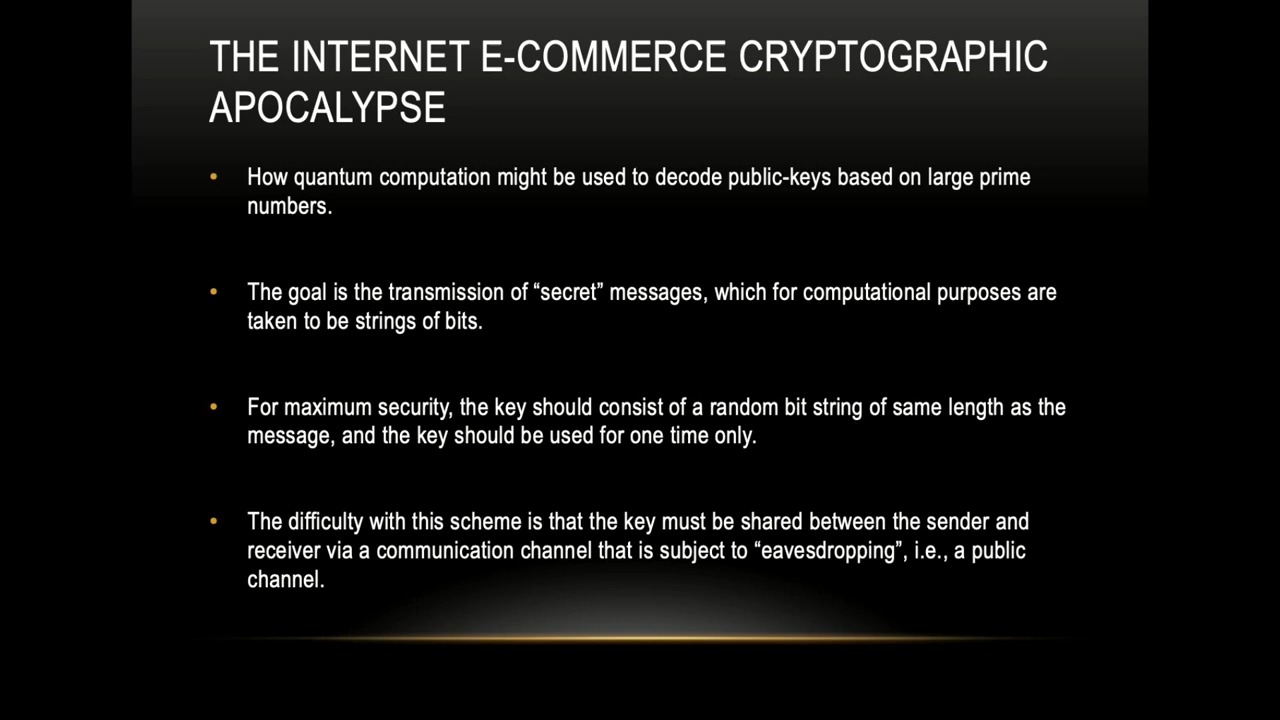 THE INTERNET E-COMMERCE CRYPTOGRAPHIC
APOCALYPSE
• How quantum computation might be used to decode public-keys based on large prime
numbers.
• The goal is the transmission of “secret” messages, which for computational purposes are
taken to be strings of bits.
• For maximum security, the key should consist of a random bit string of same length as the
message, and the key should be used for one time only.
• The difficulty with this scheme is that the key must be shared between the sender and
receiver via a communication channel that is subject to “eavesdropping”, i.e., a public
channel.